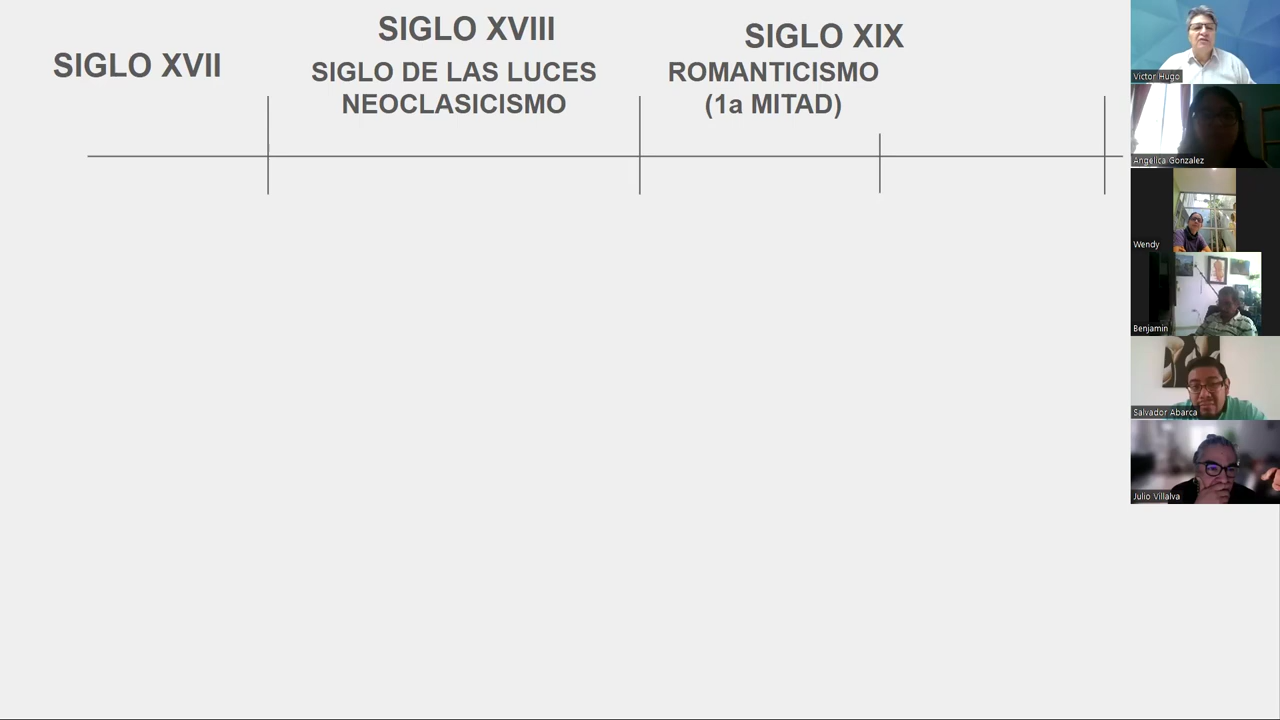 SIGLO XVII
SIGLO XVIII
SIGLO DE LAS LUCES
NEOCLASICISMO
SIGLO XIX
ROMANTICISMO
(1a MITAD)
Víctor Hugo
Angelica Gonzalez
Wendy
Benjamin
Salvador Abarca
Julio Villalva